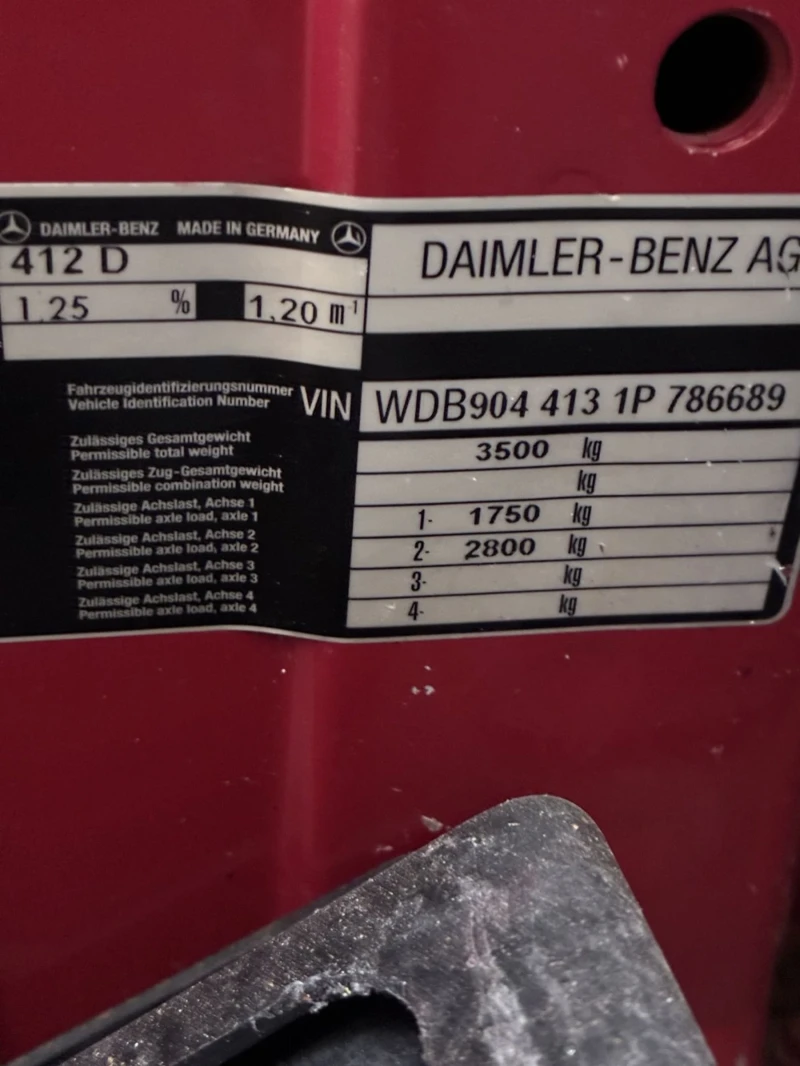 DAIMLER-BENZ MADE IN GERMANY
412 D
1.25 % 1,20 m-1
DAIMLER-BENZ AG
Fahrzeugidentifizierungsnummer
Vehicle Identification Number
VIN WDB904 413 1P 786689
Zulässiges Gesamtgewicht
Permissible total weight
3500 kg
Zulässiges Zug-Gesamtgewicht
Permissible combination weight
kg
Zulässige Achslast, Achse 1
Permissible axle load, axle 1
1- 1750 kg
Zulässige Achslast, Achse 2
Permissible axle load, axle 2
2- 2800 kg
Zulässige Achslast, Achse 3
Permissible axle load, axle 3
3- kg
Zulässige Achslast, Achse 4
Permissible axle load, axle 4
4- kg